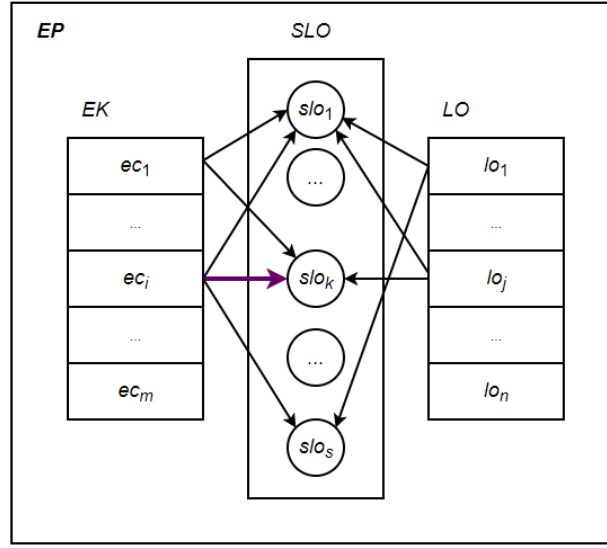 EP
SLO
EK
LO
slo₁
ec₁
lo₁
...
...
...
ecᵢ
sloₖ
loⱼ
...
...
...
ecₘ
loₙ
sloₛ